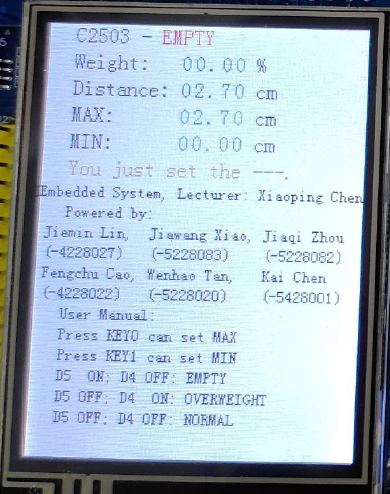 C2503 - EMPTY
Weight: 00.00 %
Distance: 02.70 cm
MAX: 02.70 cm
MIN: 00.00 cm
You just set the ---.
Embedded System, Lecturer: Xiaoping Chen
Powered by:
Jiemin Lin, Jiawang Xiao, Jiaqi Zhou
(-4228027) (-5228083) (-5228082)
Fengchu Cao, Wenhao Tan, Kai Chen
(-4228022) (-5228020) (-5428001)
User Manual:
Press KEY0 can set MAX
Press KEY1 can set MIN
D5 ON; D4 OFF: EMPTY
D5 OFF; D4 ON: OVERWEIGHT
D5 OFF; D4 OFF: NORMAL